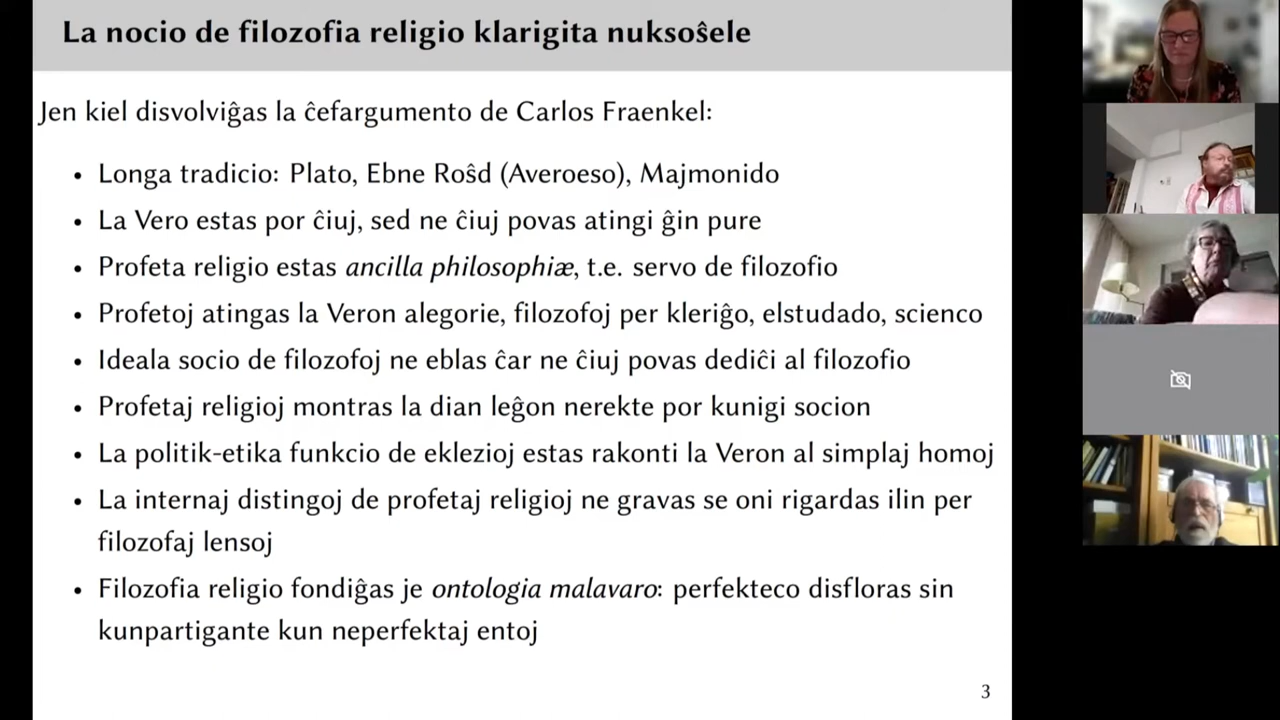 La nocio de filozofia religio klarigita nuksoŝele
Jen kiel disvolviĝas la ĉefargumento de Carlos Fraenkel:
• Longa tradicio: Plato, Ebne Roŝd (Averoeso), Majmonido
• La Vero estas por ĉiuj, sed ne ĉiuj povas atingi ĝin pure
• Profeta religio estas ancilla philosophiæ, t.e. servo de filozofio
• Profetoj atingas la Veron alegorie, filozofoj per kleriĝo, elstudado, scienco
• Ideala socio de filozofoj ne eblas ĉar ne ĉiuj povas dediĉi al filozofio
• Profetaj religioj montras la dian leĝon nerekte por kunigi socion
• La politik-etika funkcio de eklezioj estas rakonti la Veron al simplaj homoj
• La internaj distingoj de profetaj religioj ne gravas se oni rigardas ilin per
filozofaj lensoj
• Filozofia religio fondiĝas je ontologia malavaro: perfekteco disfloras sin
kunpartigante kun neperfektaj entoj
3